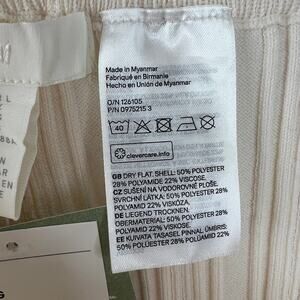 Made in Myanmar
Fabriqué en Birmanie
Hecho en Unión de Myanmar
O/N 126105
P/N 0975215 3
40
clevercare.info
GB DRY FLAT. SHELL: 50% POLYESTER
28% POLYAMIDE 22% VISCOSE.
CZ SUŠENÍ NA VODOROVNÉ PLOŠE.
SVRCHNÍ LÁTKA: 50% POLYESTER 28%
POLYAMID 22% VISKÓZA.
DE LIEGEND TROCKNEN.
OBERMATERIAL: 50% POLYESTER 28%
POLYAMID 22% VISKOSE.
EE KUIVATA TASASEL PINNAL. ÜMBRIS:
50% POLÜESTER 28% POLÜAMIID 22%
L
EN